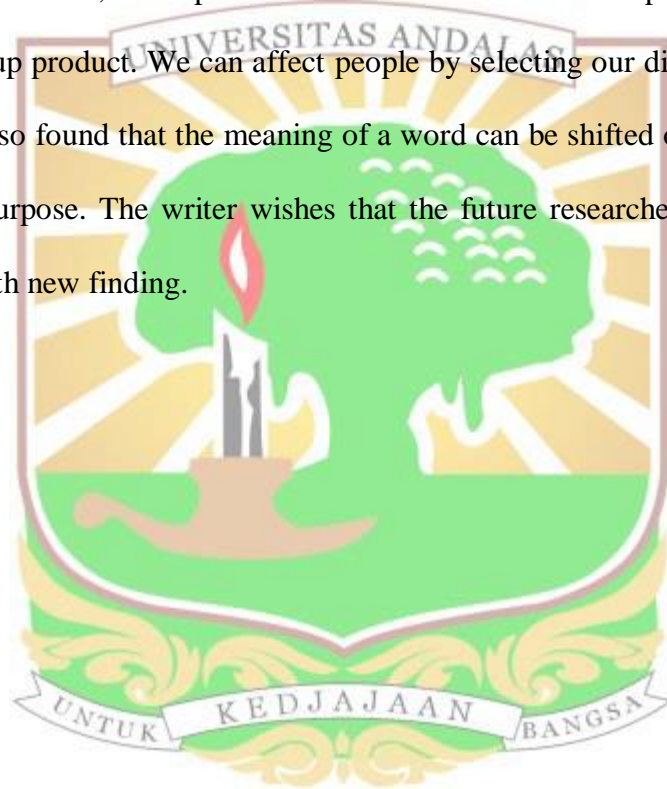 UNIVERSITAS ANDALAS
up product. We can affect people by selecting our di
so found that the meaning of a word can be shifted
urpose. The writer wishes that the future researche
th new finding.
UNTUK KEDJAJAAN BANGSA